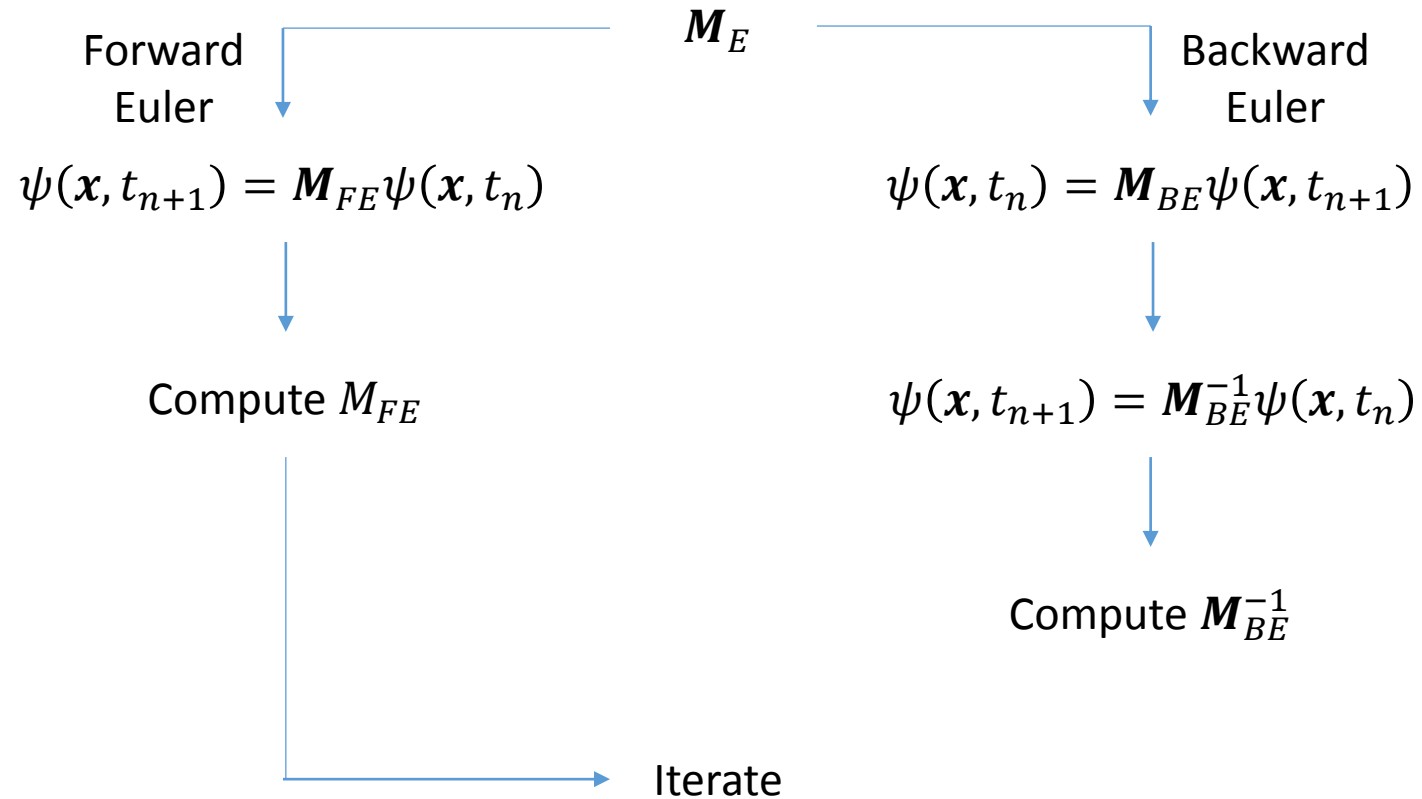 𝑴_E
Forward
Euler
Backward
Euler
ψ(𝒙, t_{n+1}) = 𝑴_{FE}ψ(𝒙, t_n)
ψ(𝒙, t_n) = 𝑴_{BE}ψ(𝒙, t_{n+1})
Compute M_{FE}
ψ(𝒙, t_{n+1}) = 𝑴_{BE}^{-1}ψ(𝒙, t_n)
Compute 𝑴_{BE}^{-1}
Iterate